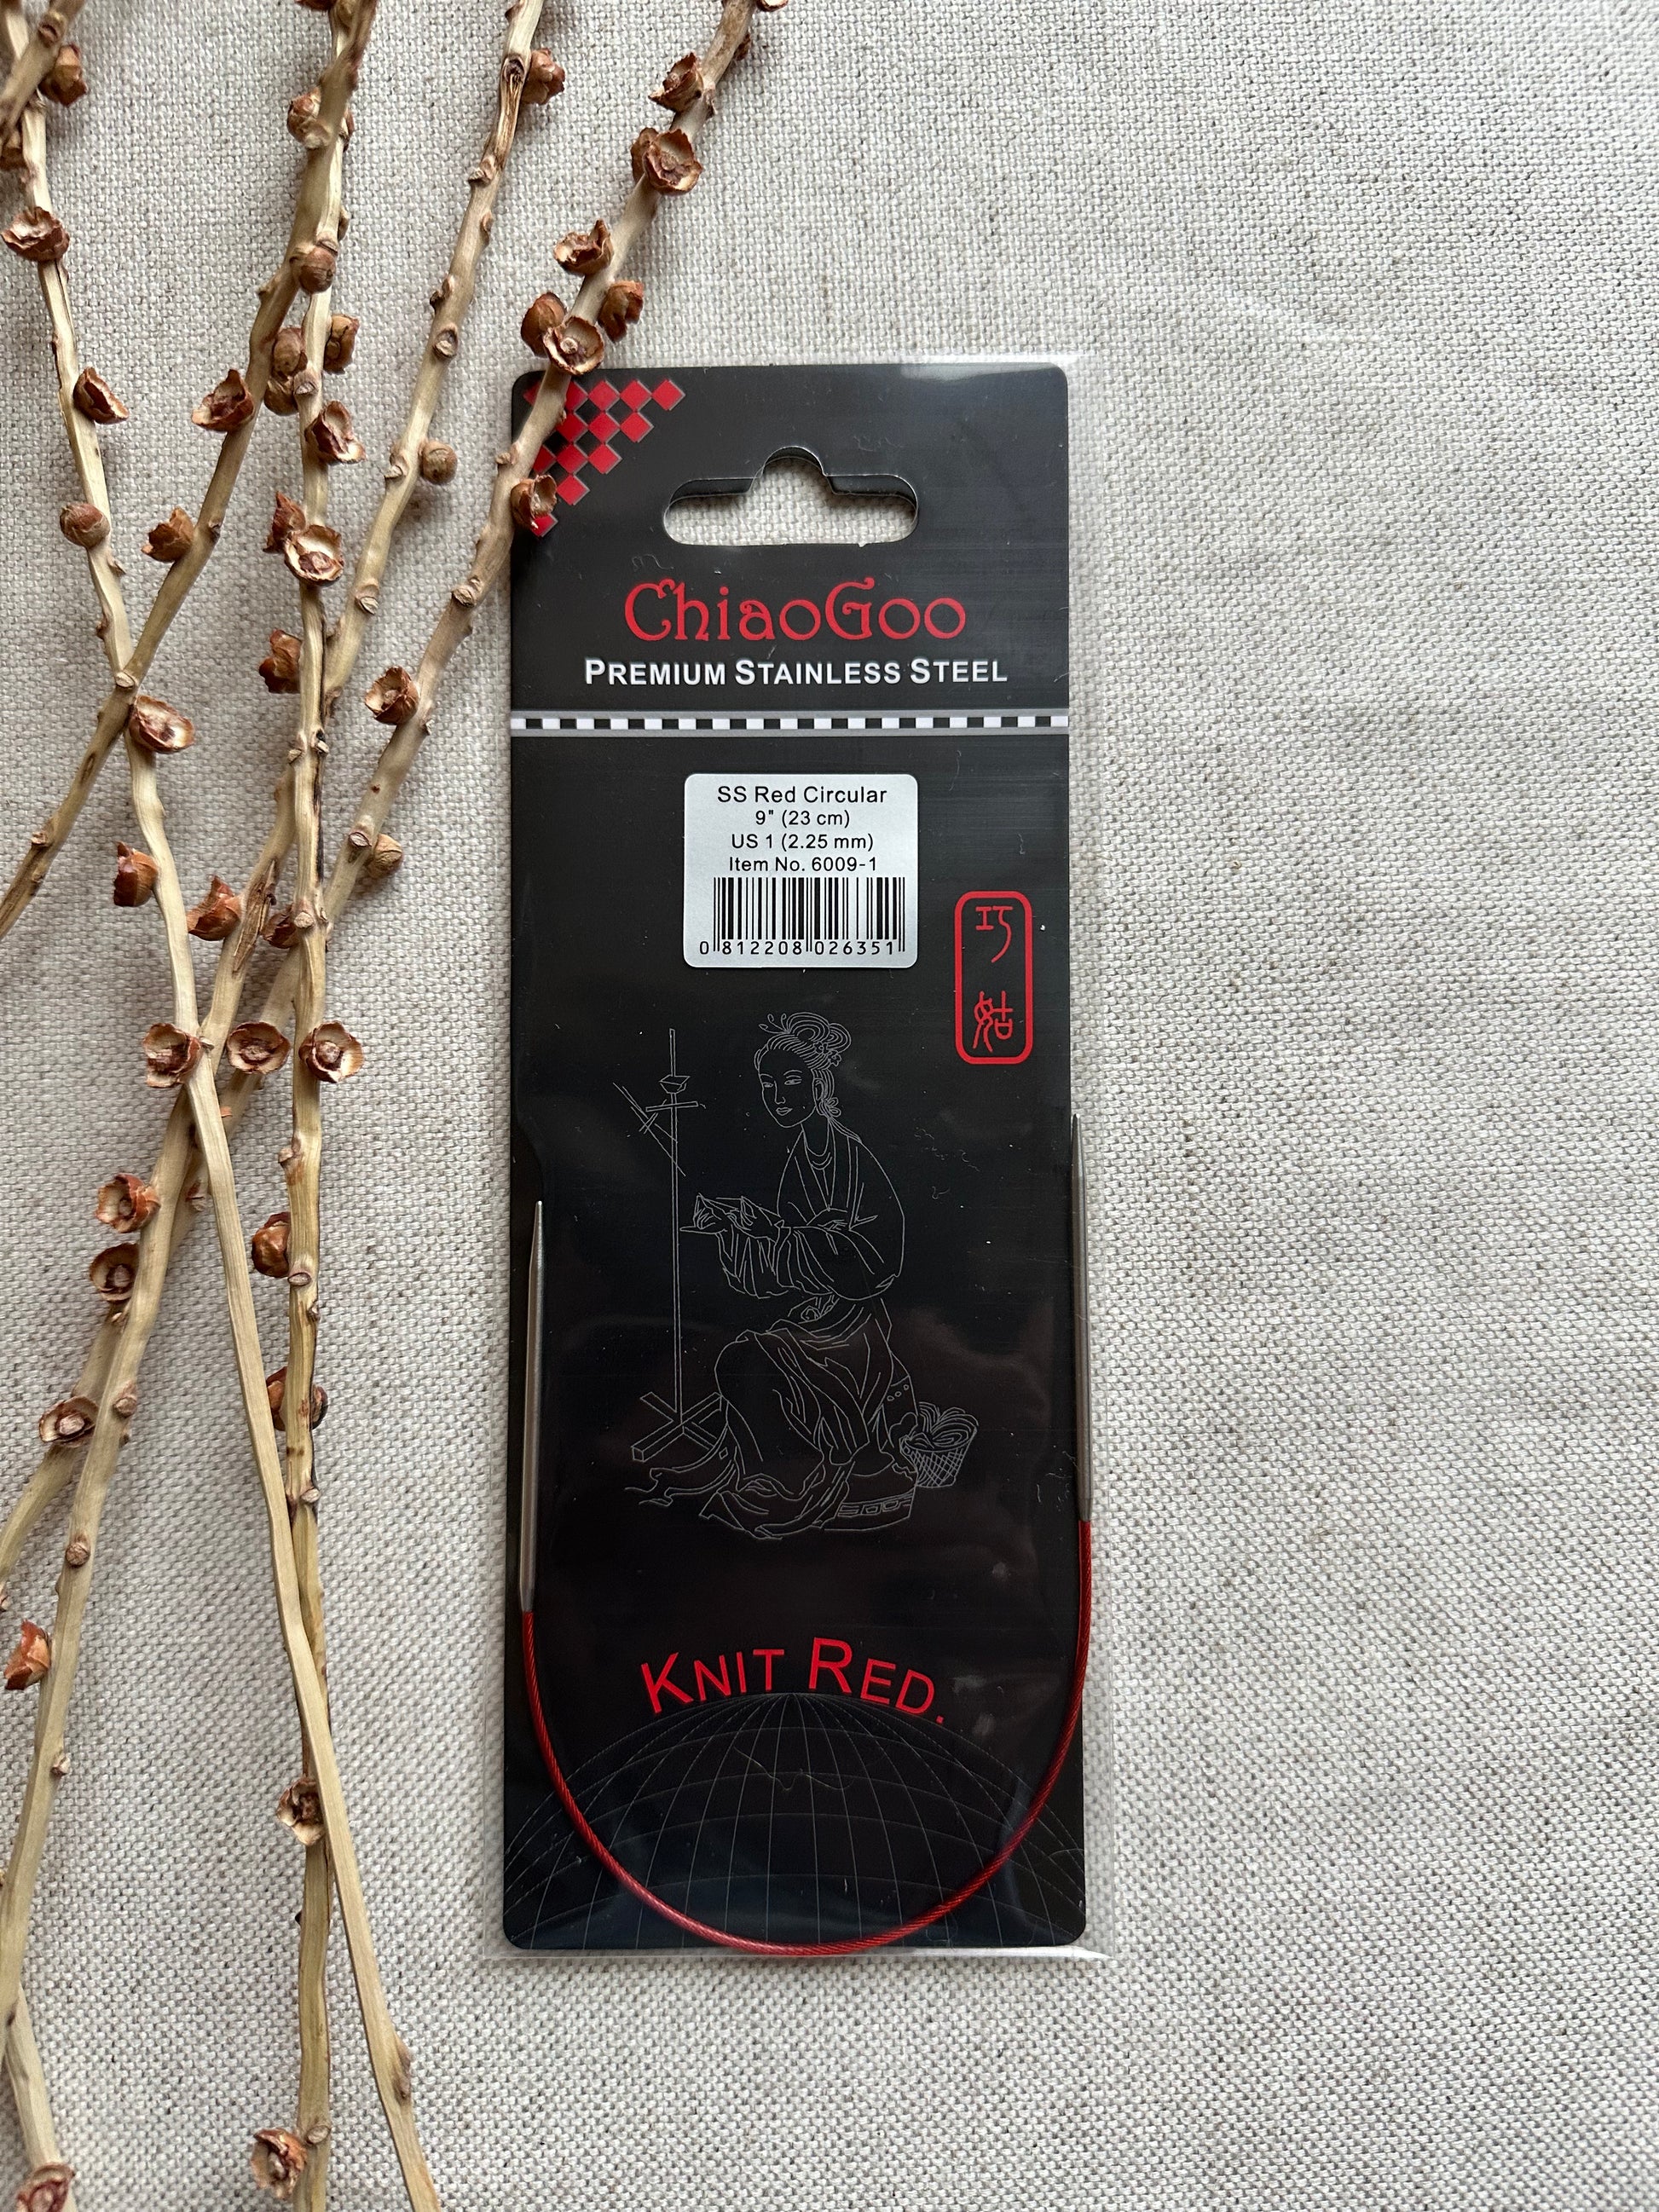 ChiaoGoo
PREMIUM STAINLESS STEEL
SS Red Circular
9" (23 cm)
US 1 (2.25 mm)
Item No. 6009-1
0 812208 026351
巧
姑
KNIT RED.